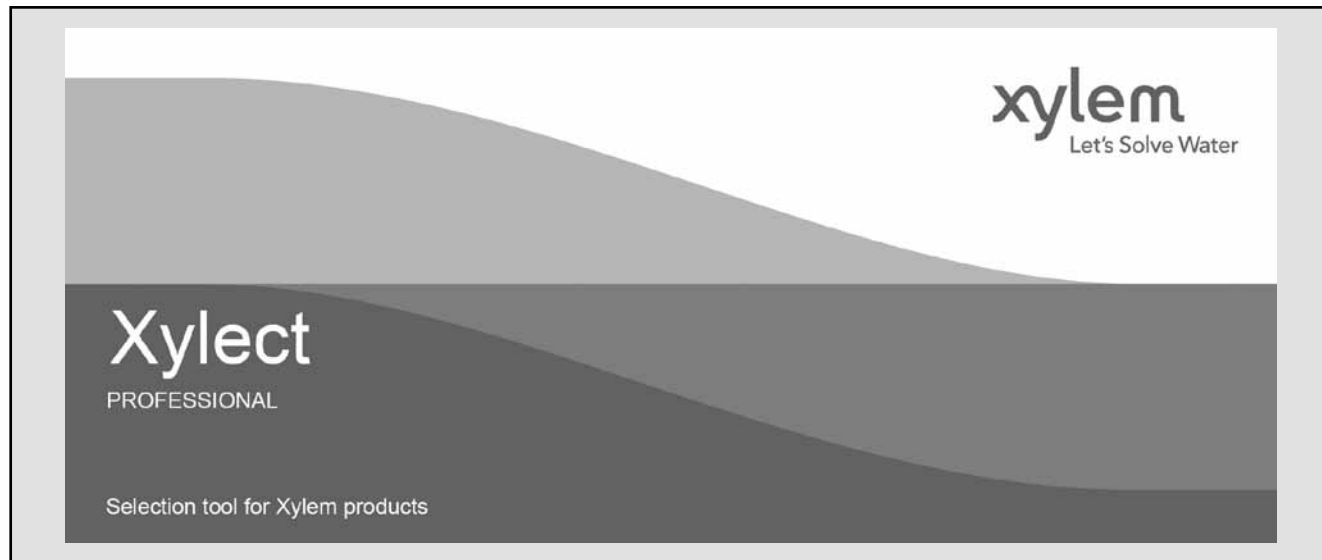 xylem
Let's Solve Water
Xylect
PROFESSIONAL
Selection tool for Xylem products